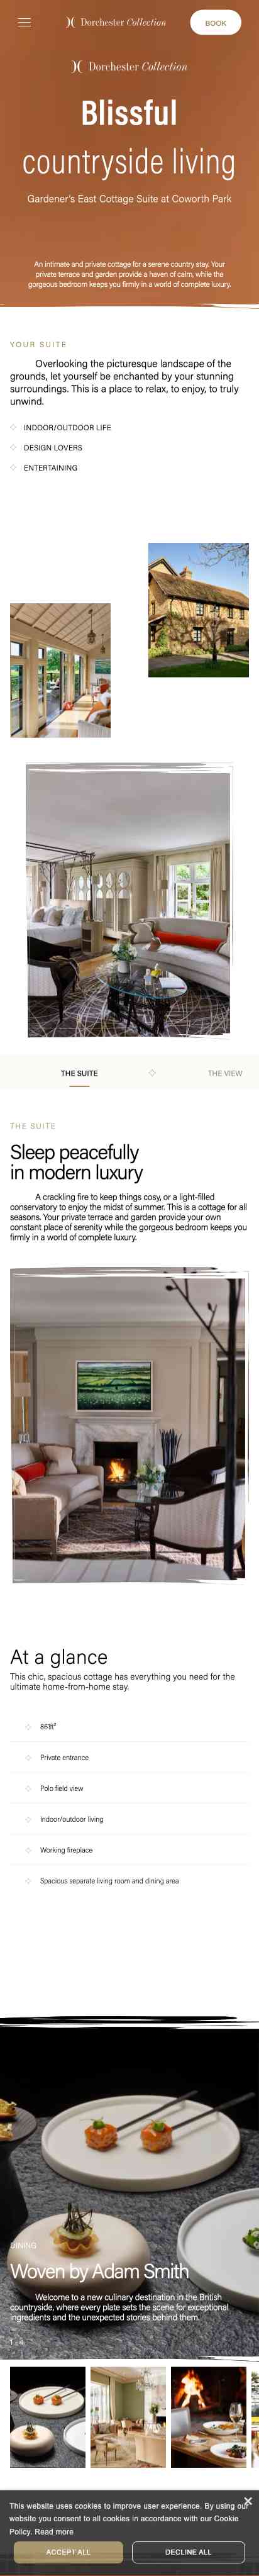 Dorchester Collection
BOOK
Dorchester Collection
Blissful
countryside living
Gardener's East Cottage Suite at Coworth Park
An intimate and private cottage for a serene country stay. Your
private terrace and garden provide a haven of calm, while the
gorgeous bedroom keeps you firmly in a world of complete luxury.
YOUR SUITE
Overlooking the picturesque landscape of the
grounds, let yourself be enchanted by your stunning
surroundings. This is a place to relax, to enjoy, to truly
unwind.
INDOOR/OUTDOOR LIFE
DESIGN LOVERS
ENTERTAINING
THE SUITE
THE VIEW
THE SUITE
Sleep peacefully
in modern luxury
A crackling fire to keep things cosy, or a light-filled
conservatory to enjoy the midst of summer. This is a cottage for all
seasons. Your private terrace and garden provide your own
constant place of serenity while the gorgeous bedroom keeps you
firmly in a world of complete luxury.
At a glance
This chic, spacious cottage has everything you need for the
ultimate home-from-home stay.
861ft²
Private entrance
Polo field view
Indoor/outdoor living
Working fireplace
Spacious separate living room and dining area
DINING
Woven by Adam Smith
Welcome to a new culinary destination in the British
countryside, where every plate sets the scene for exceptional
ingredients and the unexpected stories behind them.
This website uses cookies to improve user experience. By using our
website you consent to all cookies in accordance with our Cookie
Policy. Read more
ACCEPT ALL
DECLINE ALL